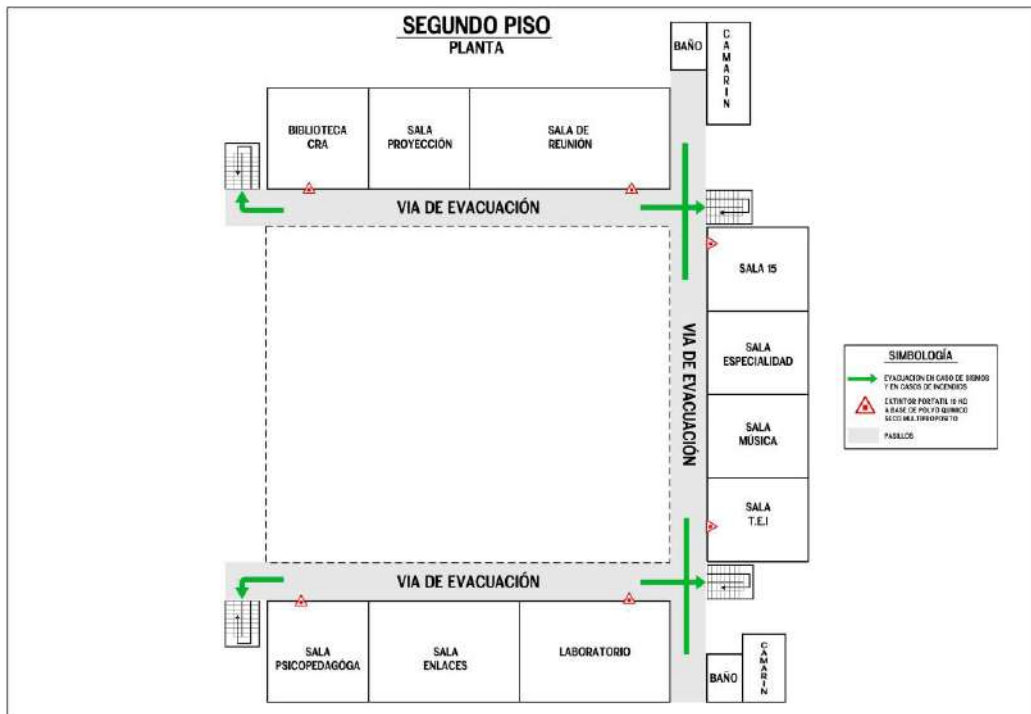 SEGUNDO PISO
PLANTA
BAÑO
CAMARIN
BIBLIOTECA
CRA
SALA
PROYECCIÓN
SALA DE
REUNIÓN
VIA DE EVACUACIÓN
SALA 15
VIA DE EVACUACIÓN
SALA
ESPECIALIDAD
SALA
MÚSICA
SALA
T.E.I
SIMBOLOGÍA
EVACUACION EN CASO DE SISMOS
Y EN CASOS DE INCENDIOS
EXTINTOR PORTATIL 10
A BASE DE POLVO QUIMICO
SECO MULTIPROPOSITO
PASILLOS
VIA DE EVACUACIÓN
SALA
PSICOPEDAGÓGA
SALA
ENLACES
LABORATORIO
BAÑO
CAMARIN